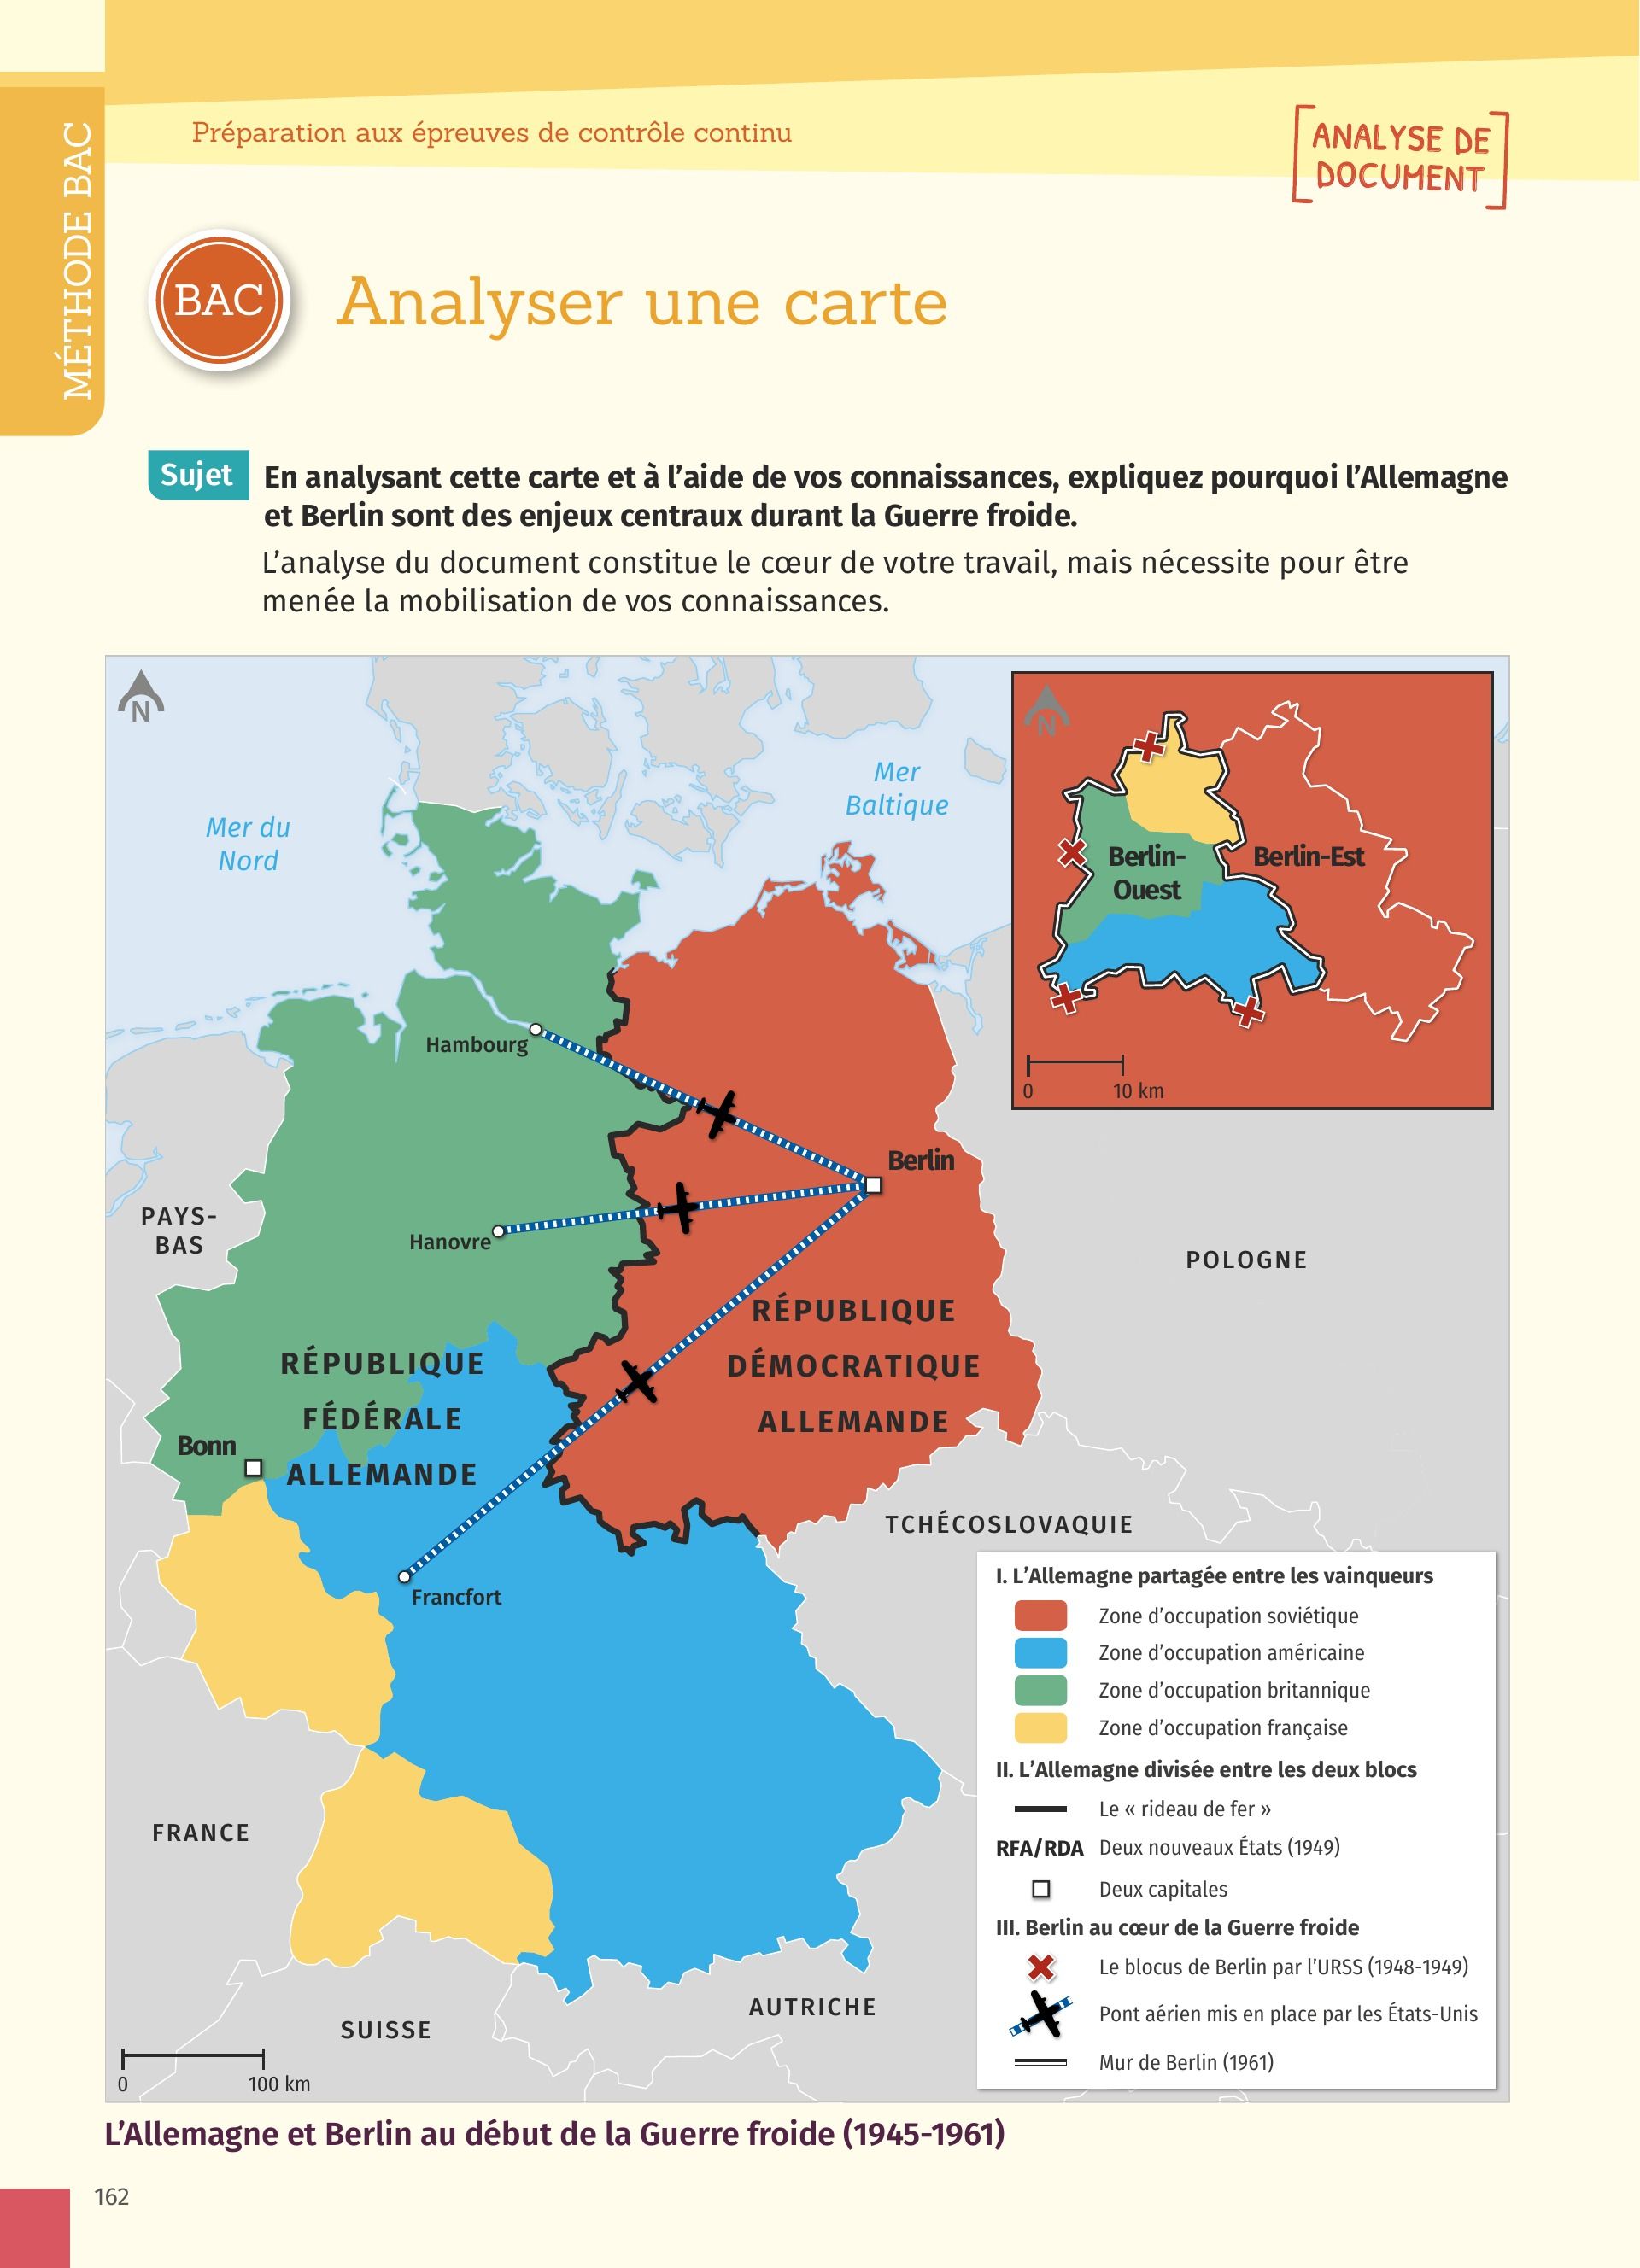 MÉTHODE BAC
Préparation aux épreuves de contrôle continu
ANALYSE DE
DOCUMENT
BAC
Analyser une carte
Sujet
En analysant cette carte et à l’aide de vos connaissances, expliquez pourquoi l’Allemagne
et Berlin sont des enjeux centraux durant la Guerre froide.
L’analyse du document constitue le cœur de votre travail, mais nécessite pour être
menée la mobilisation de vos connaissances.
N
Mer du
Nord
Mer
Baltique
N
Berlin-
Ouest
Berlin-Est
0
10 km
Hambourg
Berlin
Hanovre
PAYS-
BAS
POLOGNE
RÉPUBLIQUE
DÉMOCRATIQUE
ALLEMANDE
RÉPUBLIQUE
FÉDÉRALE
ALLEMANDE
Bonn
Francfort
TCHÉCOSLOVAQUIE
FRANCE
SUISSE
AUTRICHE
0
100 km
I. L’Allemagne partagée entre les vainqueurs
Zone d’occupation soviétique
Zone d’occupation américaine
Zone d’occupation britannique
Zone d’occupation française
II. L’Allemagne divisée entre les deux blocs
Le « rideau de fer »
RFA/RDA Deux nouveaux États (1949)
Deux capitales
III. Berlin au cœur de la Guerre froide
Le blocus de Berlin par l’URSS (1948-1949)
Pont aérien mis en place par les États-Unis
Mur de Berlin (1961)
L’Allemagne et Berlin au début de la Guerre froide (1945-1961)
162